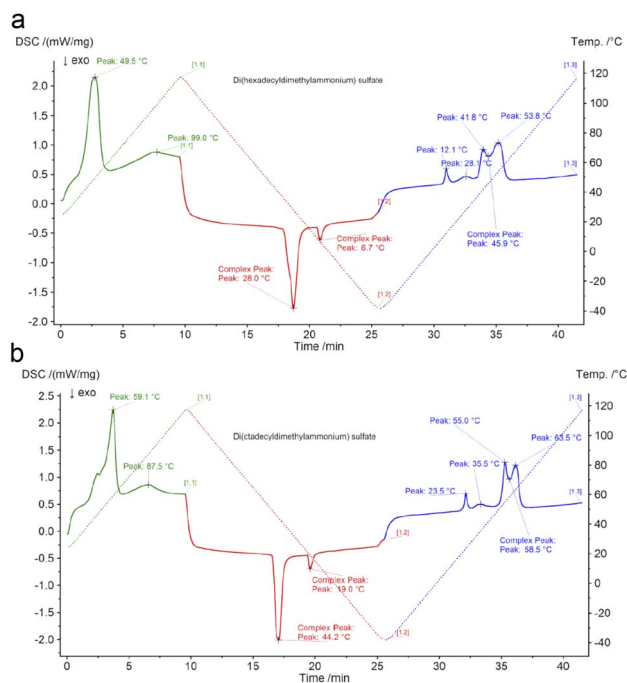 a
DSC /(mW/mg)
Temp. /°C
↓ exo
Peak: 49.5 °C
[1.1]
[1.3]
Di(hexadecyldimethylammonium) sulfate
120
2.0
100
Peak: 41.8 °C
Peak: 53.8 °C
1.5
80
Peak: 99.0 °C
[1.1]
Peak: 12.1 °C
1.0
60
Peak: 28.1 °C
[1.3]
0.5
40
[1.2]
0.0
20
Complex Peak:
Peak: 6.7 °C
Complex Peak:
Peak: 45.9 °C
-0.5
0
Complex Peak:
Peak: 28.0 °C
-1.0
-20
-1.5
[1.2]
-2.0
-40
0 5 10 15 20 25 30 35 40
Time /min
b
DSC /(mW/mg)
Temp. /°C
2.5
↓ exo
Peak: 59.1 °C
[1.1]
[1.3]
120
2.0
Di(ctadecyldimethylammonium) sulfate
Peak: 55.0 °C
Peak: 63.5 °C
100
1.5
Peak: 87.5 °C
80
1.0
[1.1]
Peak: 23.5 °C
Peak: 35.5 °C
60
0.5
[1.3]
40
0.0
[1.2]
Complex Peak:
Peak: 58.5 °C
20
-0.5
Complex Peak:
Peak: 19.0 °C
0
-1.0
-1.5
Complex Peak:
Peak: 44.2 °C
-20
-2.0
[1.2]
-40
0 5 10 15 20 25 30 35 40
Time /min